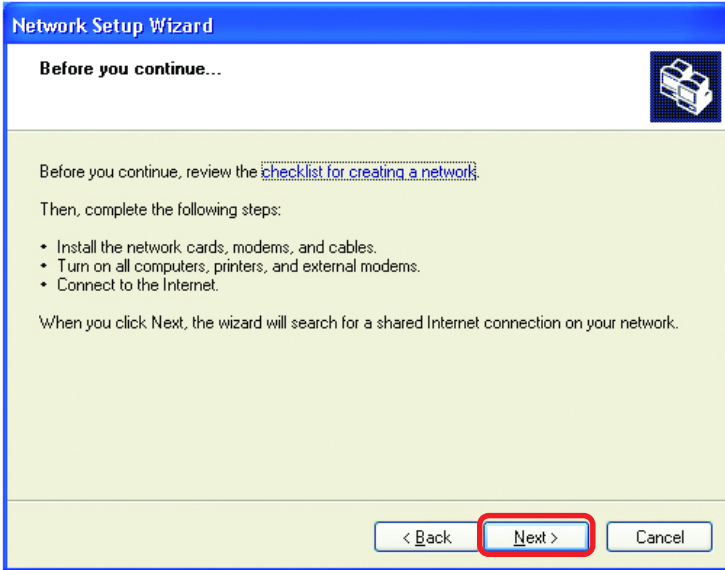 Network Setup Wizard
Before you continue...
Before you continue, review the checklist for creating a network.
Then, complete the following steps:
• Install the network cards, modems, and cables.
• Turn on all computers, printers, and external modems.
• Connect to the Internet.
When you click Next, the wizard will search for a shared Internet connection on your network.
< Back Next > Cancel